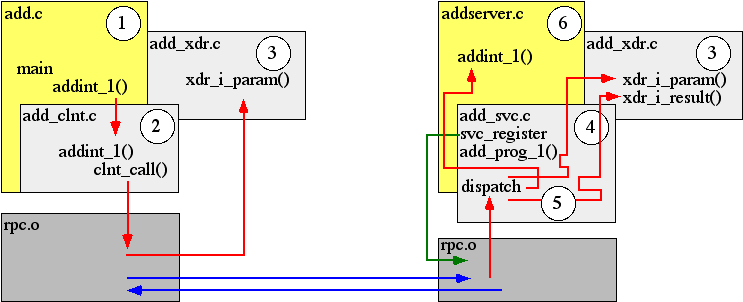 add.c
1
add_xdr.c
3
main
addint_1()
xdr_i_param()
add_clnt.c
2
addint_1()
clnt_call()
rpc.o
addserver.c
6
add_xdr.c
3
addint_1()
xdr_i_param()
xdr_i_result()
add_svc.c
4
svc_register
add_prog_1()
dispatch
5
rpc.o